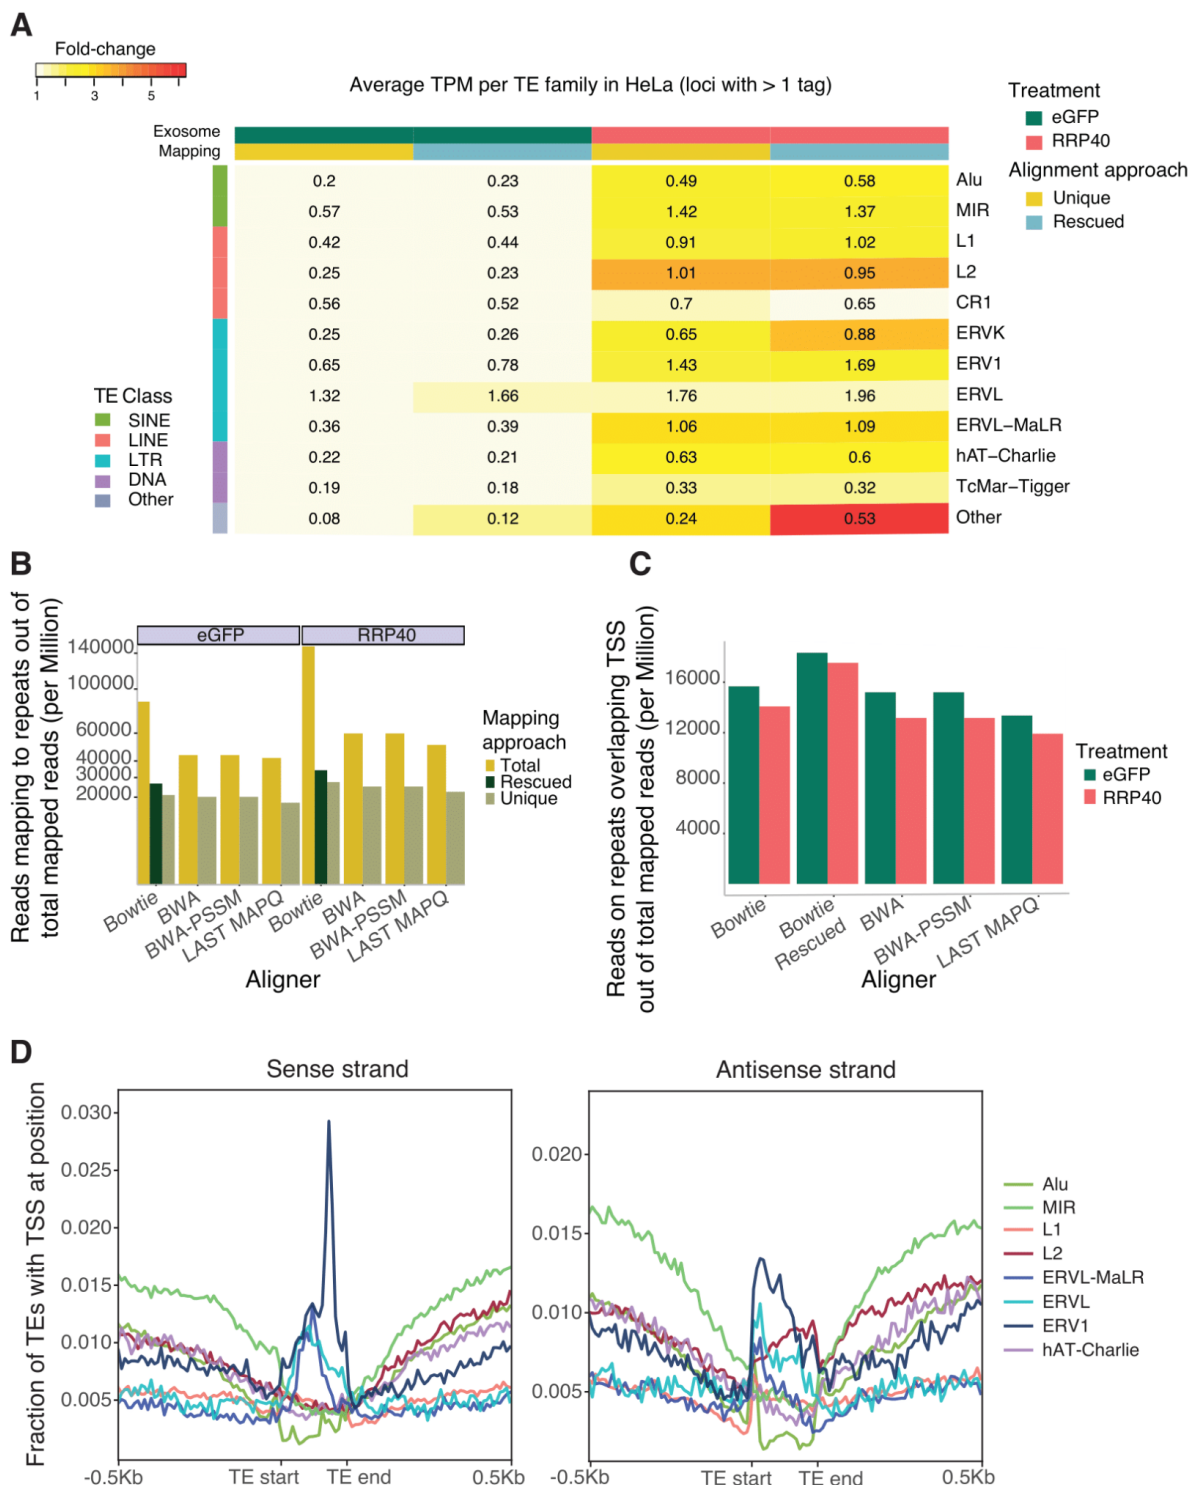 A
Fold-change
1 3 5
Average TPM per TE family in HeLa (loci with > 1 tag)
Treatment
eGFP
RRP40
Alignment approach
Unique
Rescued
Exosome
Mapping
0.2 0.23 0.49 0.58 Alu
0.57 0.53 1.42 1.37 MIR
0.42 0.44 0.91 1.02 L1
0.25 0.23 1.01 0.95 L2
0.56 0.52 0.7 0.65 CR1
0.25 0.26 0.65 0.88 ERVK
0.65 0.78 1.43 1.69 ERV1
1.32 1.66 1.76 1.96 ERVL
0.36 0.39 1.06 1.09 ERVL−MaLR
0.22 0.21 0.63 0.6 hAT−Charlie
0.19 0.18 0.33 0.32 TcMar−Tigger
0.08 0.12 0.24 0.53 Other
TE Class
SINE
LINE
LTR
DNA
Other
B
Reads mapping to repeats out of
total mapped reads (per Million)
eGFP RRP40
140000
100000
60000
40000
30000
20000
Bowtie BWA BWA-PSSM LAST MAPQ Bowtie BWA BWA-PSSM LAST MAPQ
Aligner
Mapping
approach
Total
Rescued
Unique
C
Reads on repeats overlapping TSS
out of total mapped reads (per Million)
16000
12000
8000
4000
Bowtie Bowtie Rescued BWA BWA-PSSM LAST MAPQ
Aligner
Treatment
eGFP
RRP40
D
Fraction of TEs with TSS at position
Sense strand
0.030
0.025
0.020
0.015
0.010
0.005
-0.5Kb TE start TE end 0.5Kb
Antisense strand
0.020
0.015
0.010
0.005
-0.5Kb TE start TE end 0.5Kb
Alu
MIR
L1
L2
ERVL-MaLR
ERVL
ERV1
hAT-Charlie